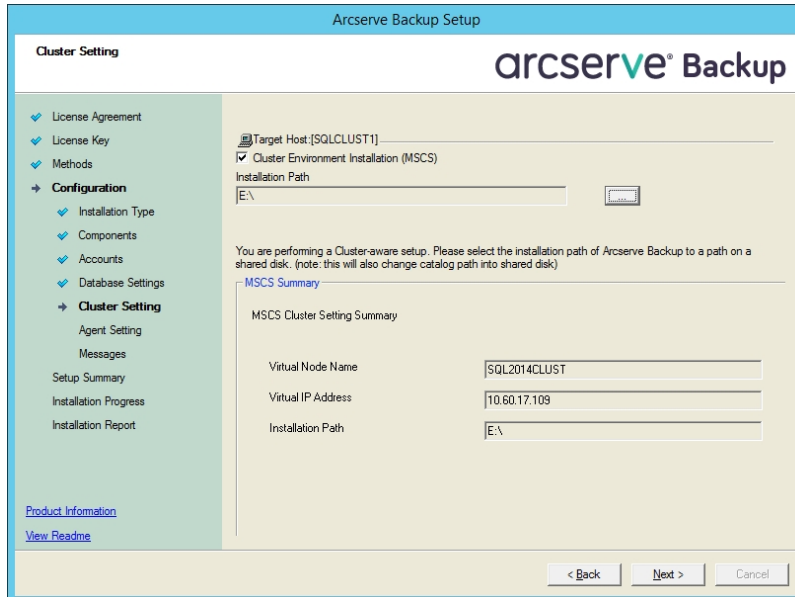 Arcserve Backup Setup
Cluster Setting
arcserve® Backup
License Agreement
License Key
Methods
Configuration
Installation Type
Components
Accounts
Database Settings
Cluster Setting
Agent Setting
Messages
Setup Summary
Installation Progress
Installation Report
Product Information
View Readme
Target Host:[SQLCLUST1]
Cluster Environment Installation (MSCS)
Installation Path
E:\
...
You are performing a Cluster-aware setup. Please select the installation path of Arcserve Backup to a path on a
shared disk. (note: this will also change catalog path into shared disk)
MSCS Summary
MSCS Cluster Setting Summary
Virtual Node Name
SQL2014CLUST
Virtual IP Address
10.60.17.109
Installation Path
E:\
< Back
Next >
Cancel